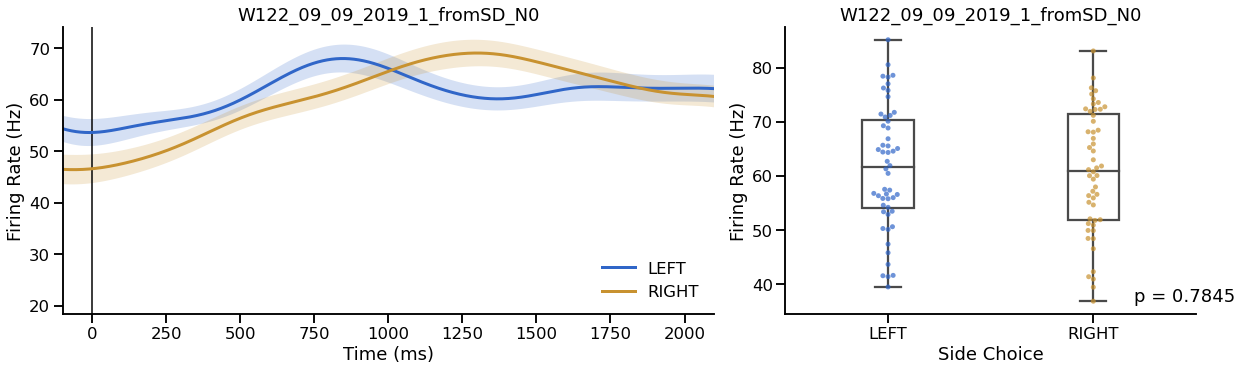 W122_09_09_2019_1_fromSD_N0
Firing Rate (Hz)
70
60
50
40
30
20
LEFT
RIGHT
0
250
500
750
1000
1250
1500
1750
2000
Time (ms)
W122_09_09_2019_1_fromSD_N0
Firing Rate (Hz)
80
70
60
50
40
p = 0.7845
LEFT
RIGHT
Side Choice